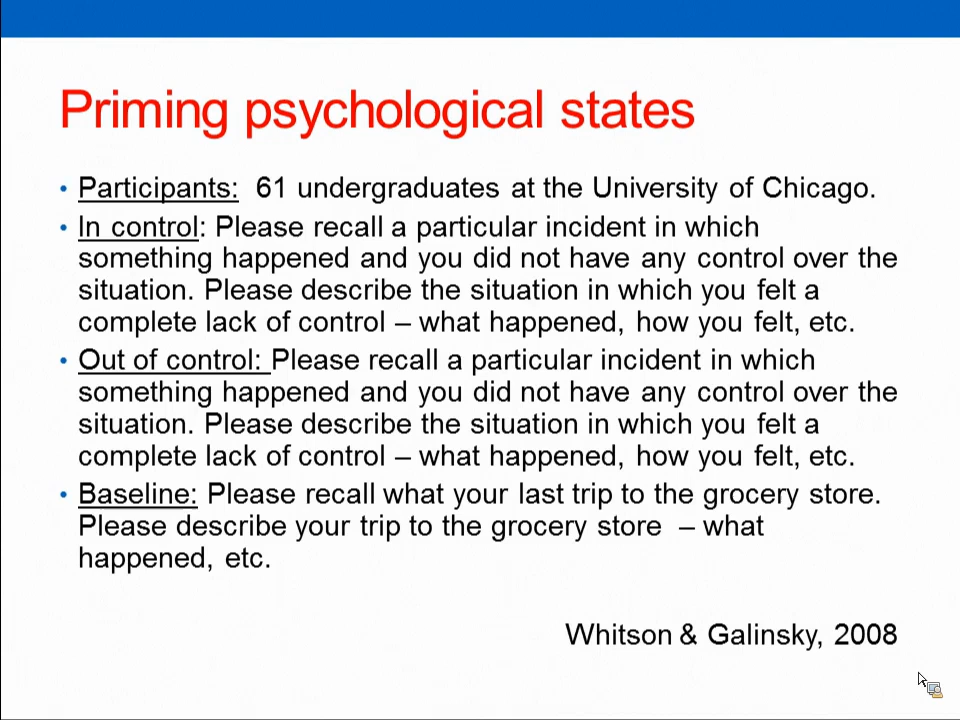 Priming psychological states
• Participants:  61 undergraduates at the University of Chicago.
• In control: Please recall a particular incident in which
something happened and you did not have any control over the
situation. Please describe the situation in which you felt a
complete lack of control – what happened, how you felt, etc.
• Out of control: Please recall a particular incident in which
something happened and you did not have any control over the
situation. Please describe the situation in which you felt a
complete lack of control – what happened, how you felt, etc.
• Baseline: Please recall what your last trip to the grocery store.
Please describe your trip to the grocery store  – what
happened, etc.
Whitson & Galinsky, 2008